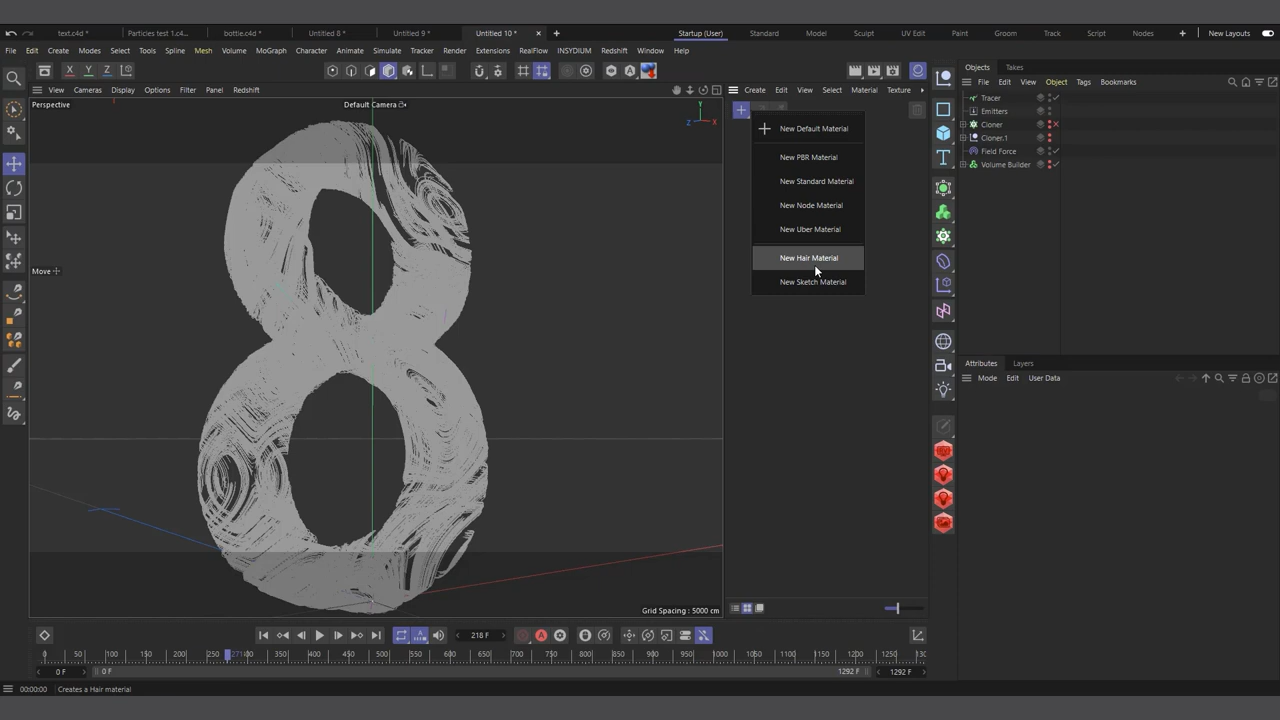 text.c4d *
Particles test 1.c4...
bottle.c4d *
Untitled 8 *
Untitled 9 *
Untitled 10 *
Startup (User)
Standard
Model
Sculpt
UV Edit
Paint
Groom
Track
Script
Nodes
New Layouts
File Edit Create Modes Select Tools Spline Mesh Volume MoGraph Character Animate Simulate Tracker Render Extensions RealFlow INSYDIUM Redshift Window Help
X Y Z
Objects Takes
File Edit View Object Tags Bookmarks
View Cameras Display Options Filter Panel Redshift
Create Edit View Select Material Texture
Perspective
Default Camera
Y
Z X
Tracer
Emitters
Cloner
Cloner.1
Field Force
Volume Builder
New Default Material
New PBR Material
New Standard Material
New Node Material
New Uber Material
New Hair Material
New Sketch Material
Move
Attributes Layers
Mode Edit User Data
Grid Spacing : 5000 cm
218 F
0 50 100 150 200 250 300 350 400 450 500 550 600 650 700 750 800 850 900 950 1000 1050 1100 1150 1200 1250 130
0 F
0 F
1292 F
1292 F
00:00:00 Creates a Hair material